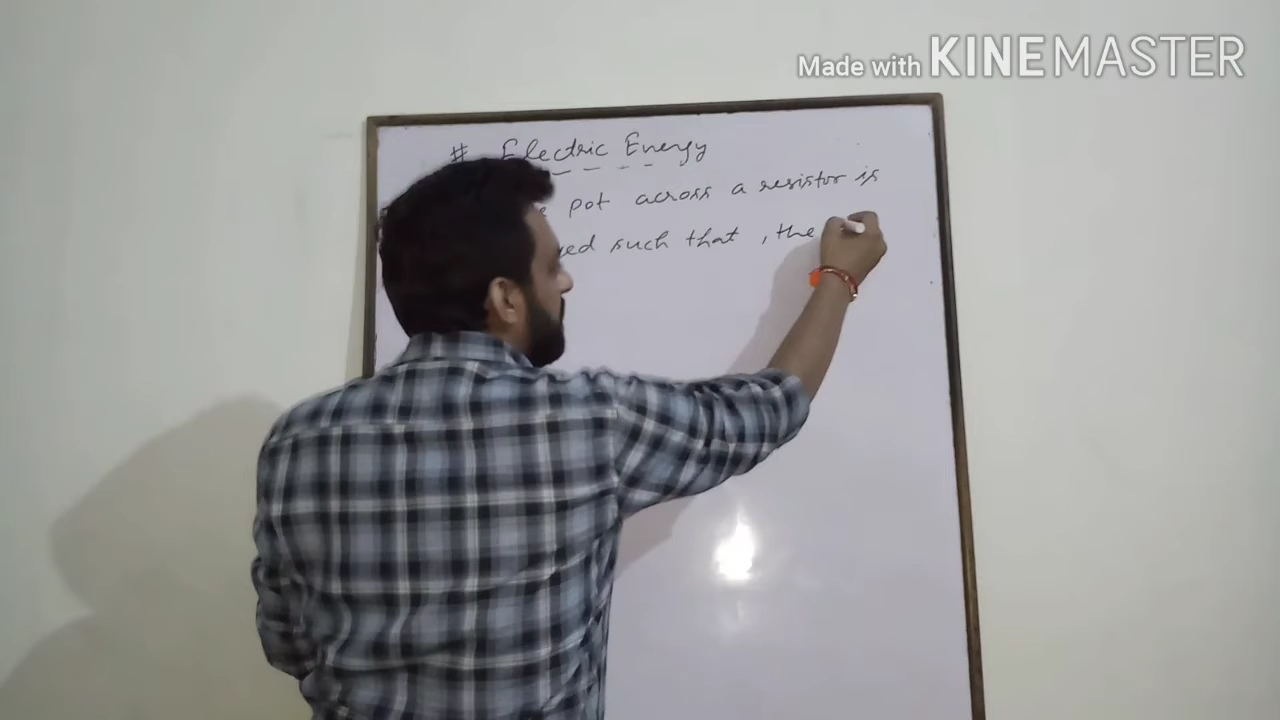 Made with KINEMASTER
# Electric Energy
pot across a resistor is
such that , the